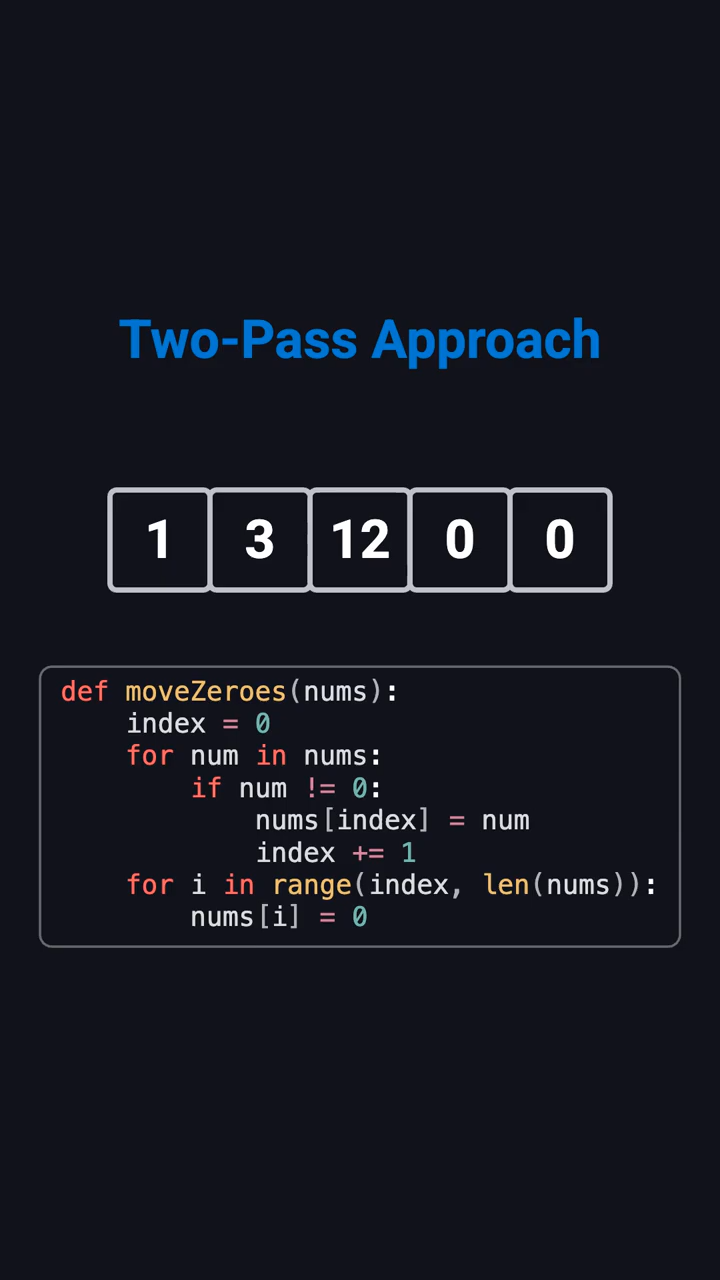 Two-Pass Approach
1 3 12 0 0
def moveZeroes(nums):
    index = 0
    for num in nums:
        if num != 0:
            nums[index] = num
            index += 1
    for i in range(index, len(nums)):
        nums[i] = 0